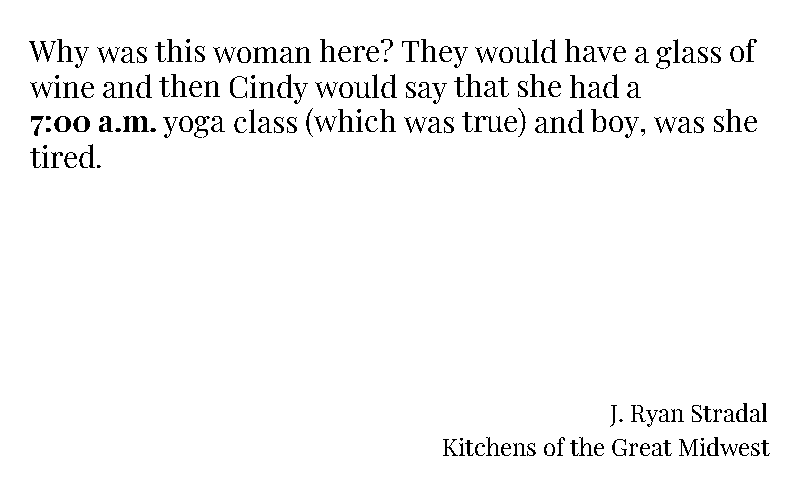 Why was this woman here? They would have a glass of
wine and then Cindy would say that she had a
7:00 a.m. yoga class (which was true) and boy, was she
tired.
J. Ryan Stradal
Kitchens of the Great Midwest